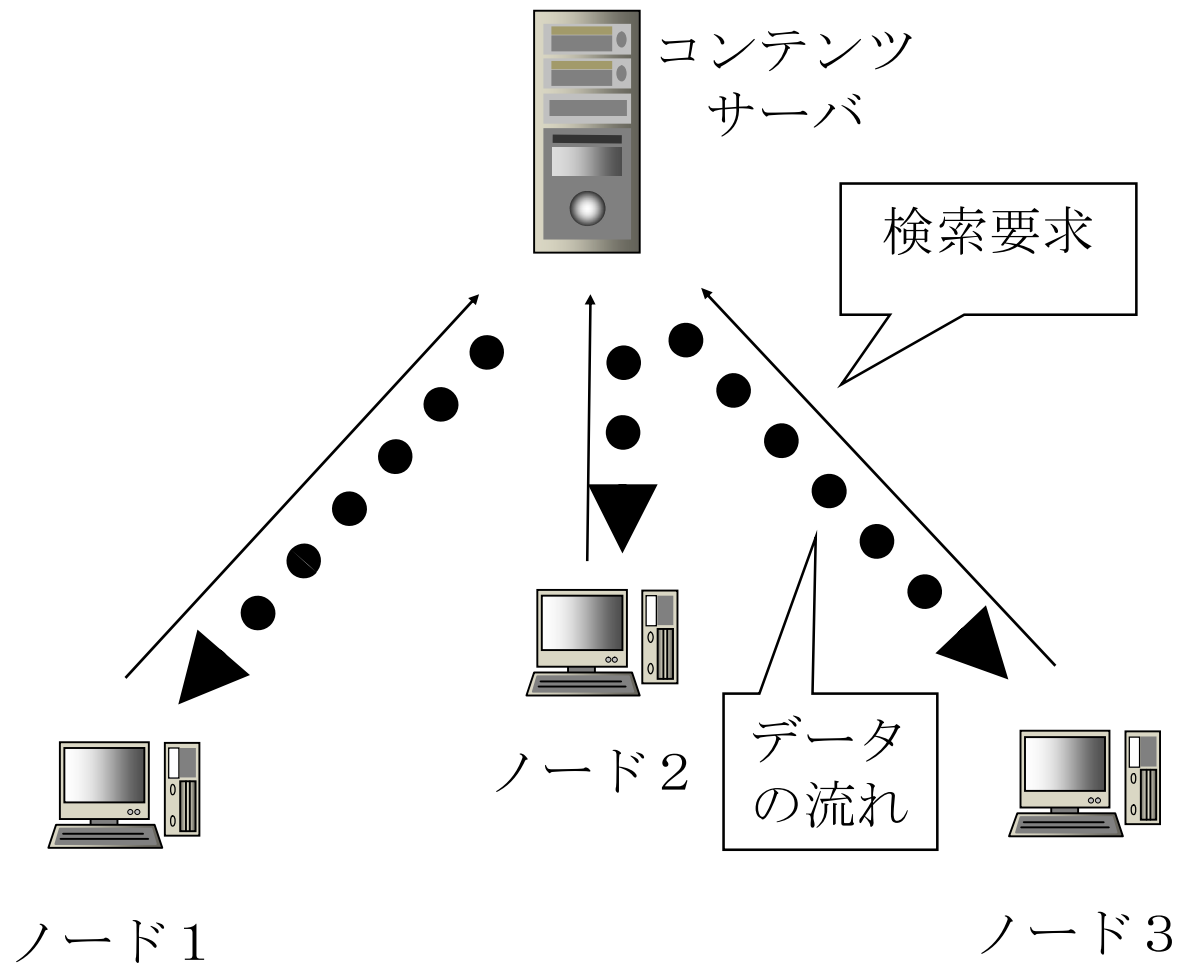 コンテンツ
サーバ
検索要求
ノード２
データ
の流れ
ノード１
ノード３